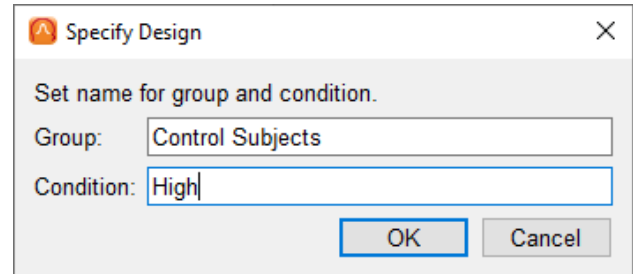 Specify Design
Set name for group and condition.
Group: Control Subjects
Condition: High
OK Cancel